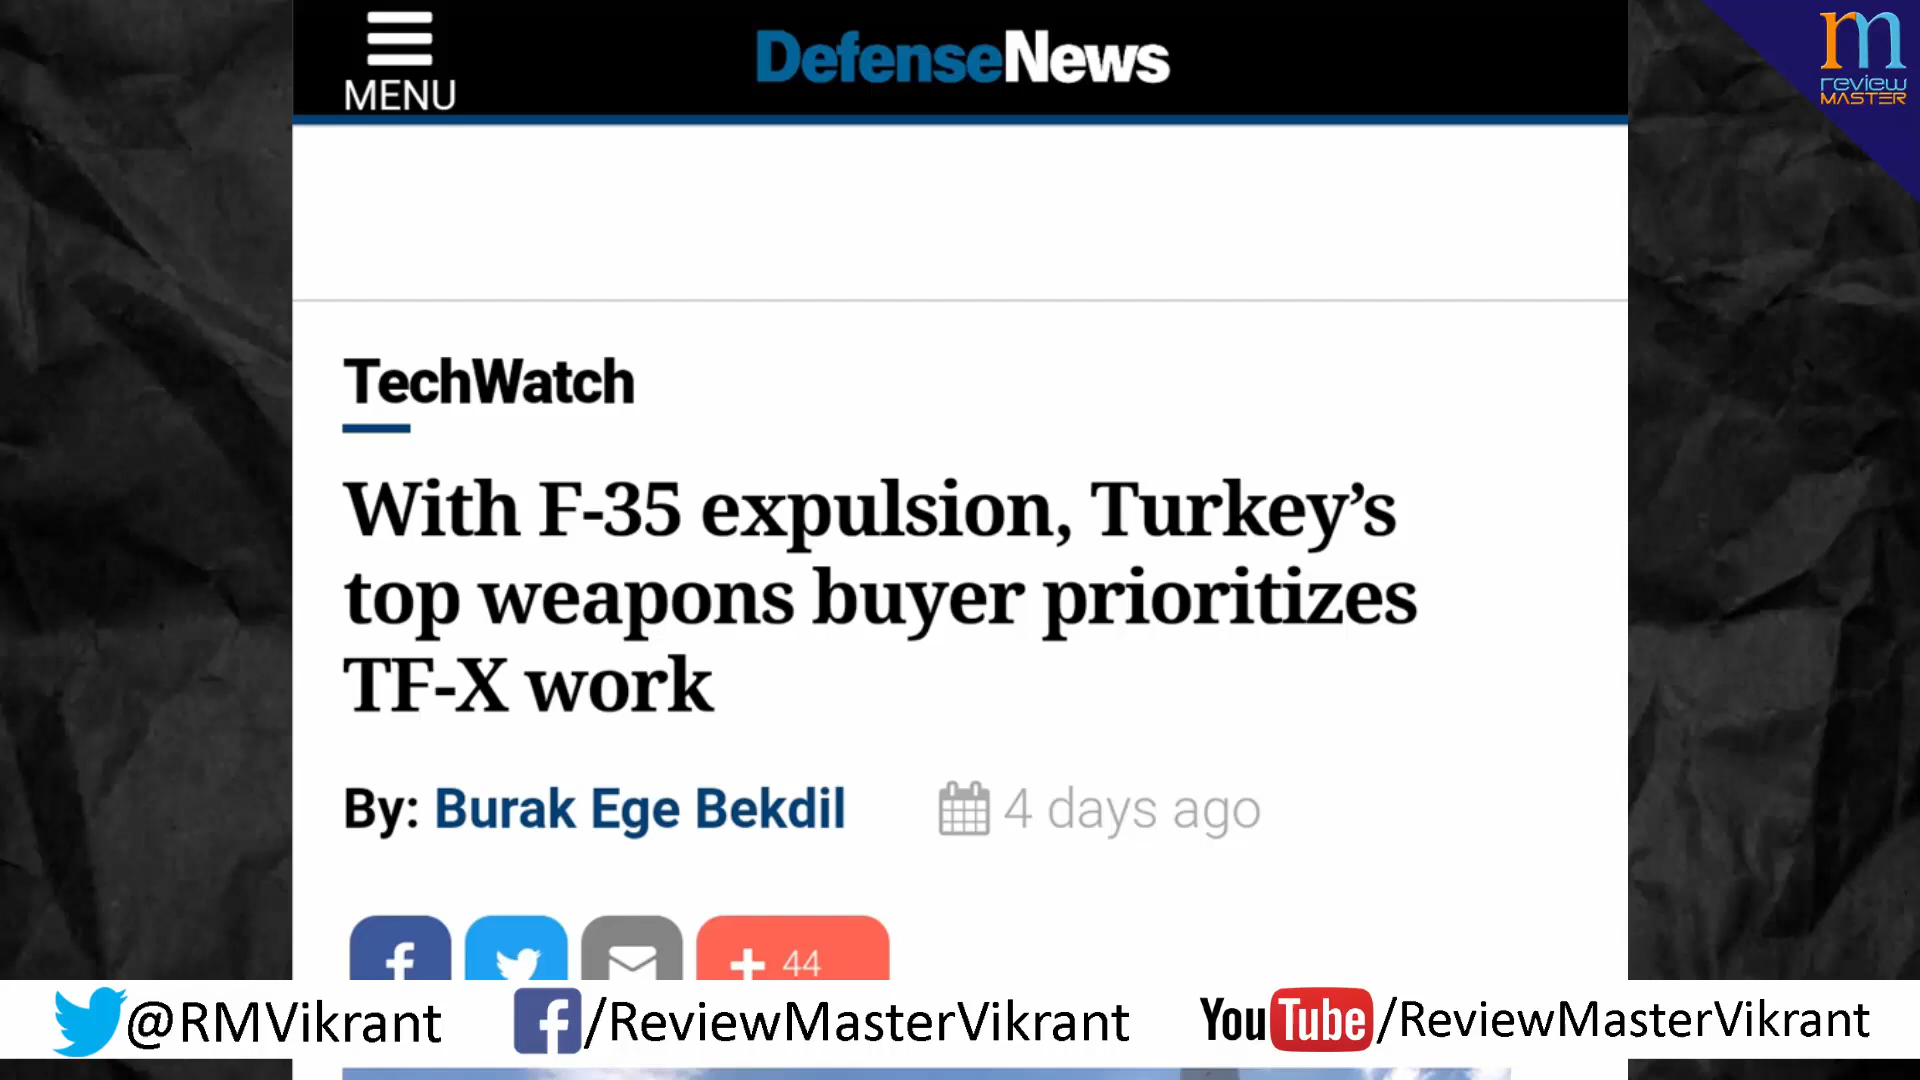 MENU
DefenseNews
m
review
MASTER
TechWatch
With F-35 expulsion, Turkey’s
top weapons buyer prioritizes
TF-X work
By: Burak Ege Bekdil
4 days ago
f
+ 44
@RMVikrant
f/ReviewMasterVikrant
YouTube/ReviewMasterVikrant